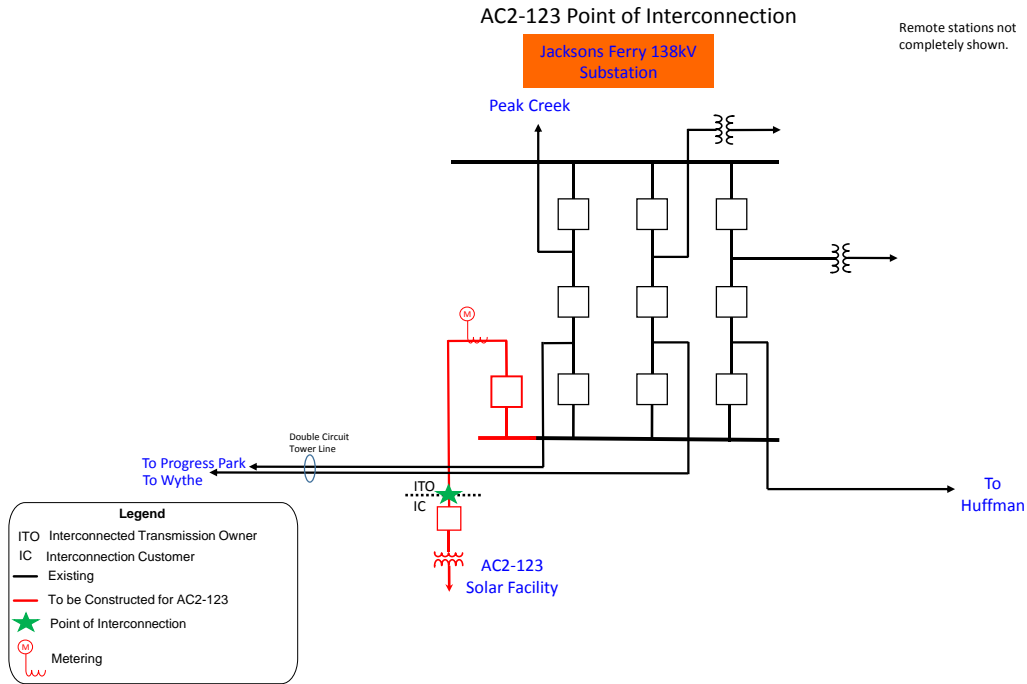 AC2-123 Point of Interconnection
Remote stations not
completely shown.
Jacksons Ferry 138kV
Substation
Peak Creek
M
Double Circuit
Tower Line
To Progress Park
To Wythe
ITO
IC
To
Huffman
AC2-123
Solar Facility
Legend
ITO Interconnected Transmission Owner
IC Interconnection Customer
Existing
To be Constructed for AC2-123
Point of Interconnection
M
Metering